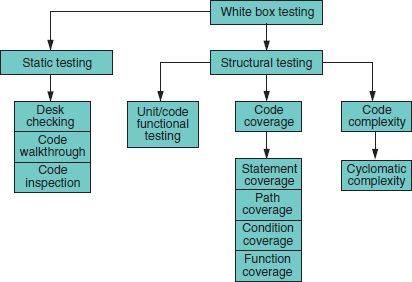 White box testing
Static testing
Structural testing
Desk
checking
Code
walkthrough
Code
inspection
Unit/code
functional
testing
Code
coverage
Code
complexity
Statement
coverage
Path
coverage
Condition
coverage
Function
coverage
Cyclomatic
complexity